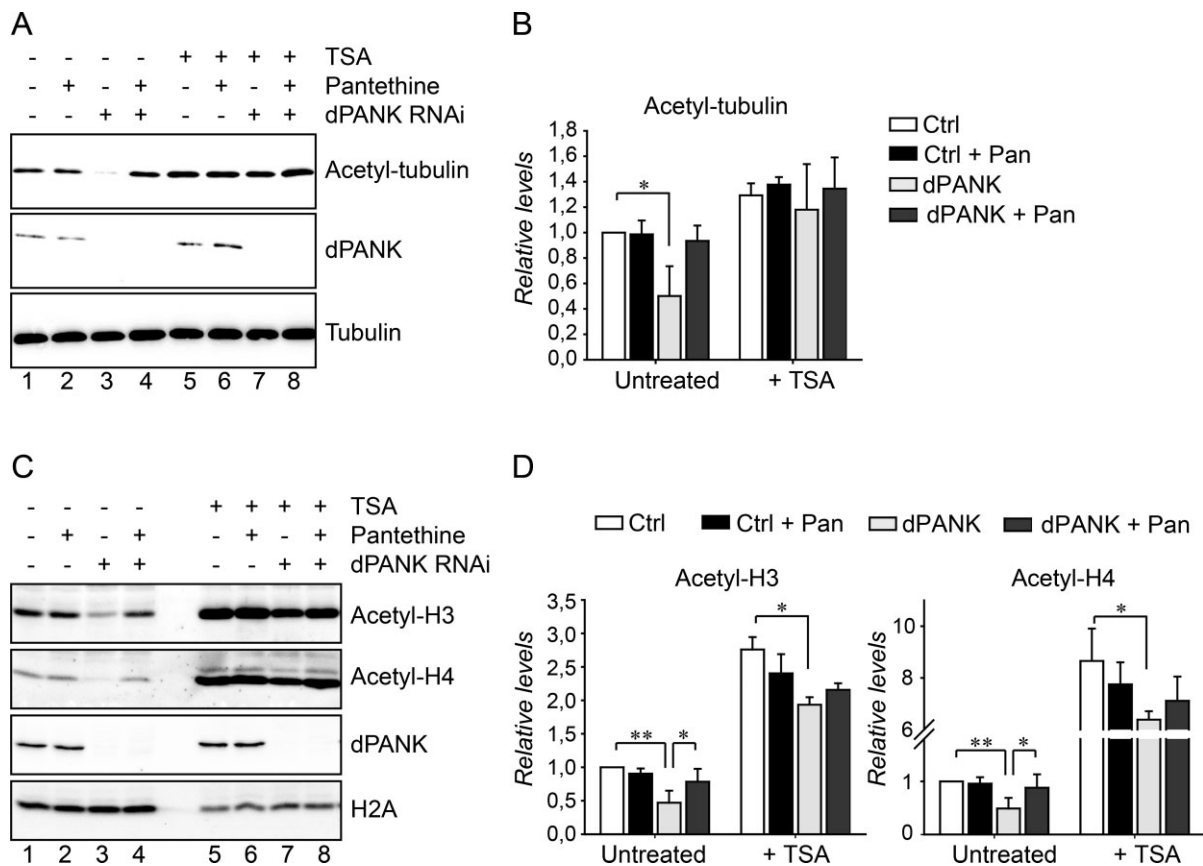 A
- - - - + + + + TSA
- + - + - + - + Pantethine
- - + + - - + + dPANK RNAi
Acetyl-tubulin
dPANK
Tubulin
1 2 3 4 5 6 7 8
B
Acetyl-tubulin
Ctrl
Ctrl + Pan
dPANK
dPANK + Pan
Relative levels
1,8
1,6
1,4
1,2
1,0
0,8
0,6
0,4
0,2
0,0
*
Untreated + TSA
C
- - - - + + + + TSA
- + - + - + - + Pantethine
- - + + - - + + dPANK RNAi
Acetyl-H3
Acetyl-H4
dPANK
H2A
1 2 3 4 5 6 7 8
D
Ctrl Ctrl + Pan dPANK dPANK + Pan
Acetyl-H3
Relative levels
3,5
3,0
2,5
2,0
1,5
1,0
0,5
0,0
** *
*
Untreated + TSA
Acetyl-H4
Relative levels
10
8
6
1
0
** *
*
Untreated + TSA